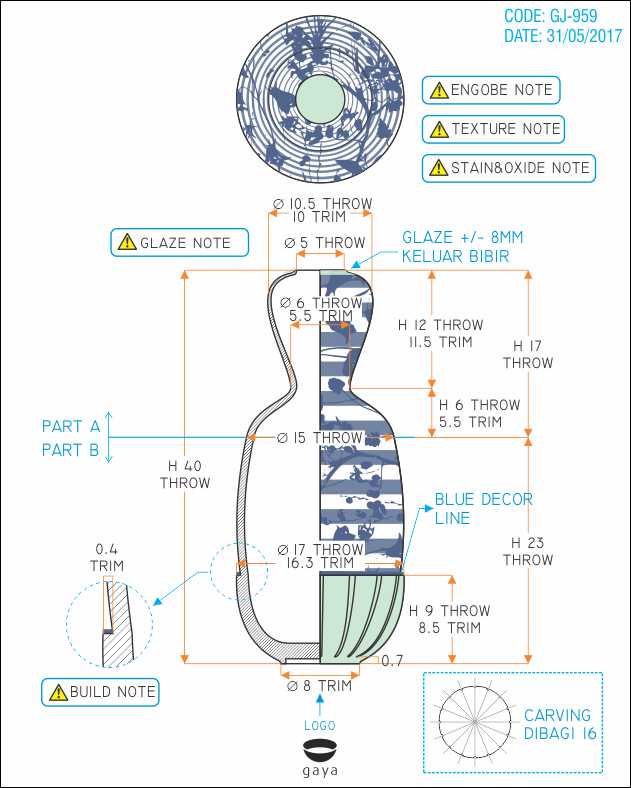 CODE: GJ-959
DATE: 31/05/2017
ENGOBE NOTE
TEXTURE NOTE
STAIN&OXIDE NOTE
Ø 10.5 THROW
10 TRIM
GLAZE NOTE
Ø 5 THROW
GLAZE +/- 8MM
KELUAR BIBIR
Ø 6 THROW
5.5 TRIM
H 12 THROW
11.5 TRIM
H 17
THROW
H 6 THROW
5.5 TRIM
PART A
PART B
Ø 15 THROW
H 40
THROW
BLUE DECOR
LINE
H 23
THROW
0.4
TRIM
Ø 17 THROW
16.3 TRIM
H 9 THROW
8.5 TRIM
0.7
BUILD NOTE
Ø 8 TRIM
LOGO
gaya
CARVING
DIBAGI 16